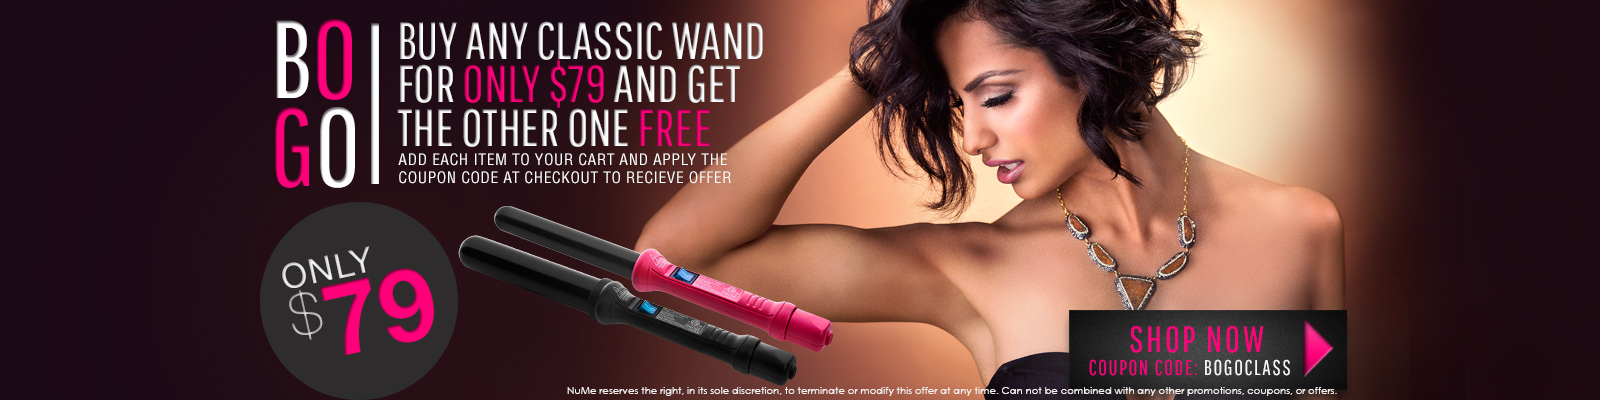 BO
GO
BUY ANY CLASSIC WAND
FOR ONLY $79 AND GET
THE OTHER ONE FREE
ADD EACH ITEM TO YOUR CART AND APPLY THE
COUPON CODE AT CHECKOUT TO RECIEVE OFFER
ONLY
$79
SHOP NOW
COUPON CODE: BOGOCLASS
NuMe reserves the right, in its sole discretion, to terminate or modify this offer at any time. Can not be combined with any other promotions, coupons, or offers.